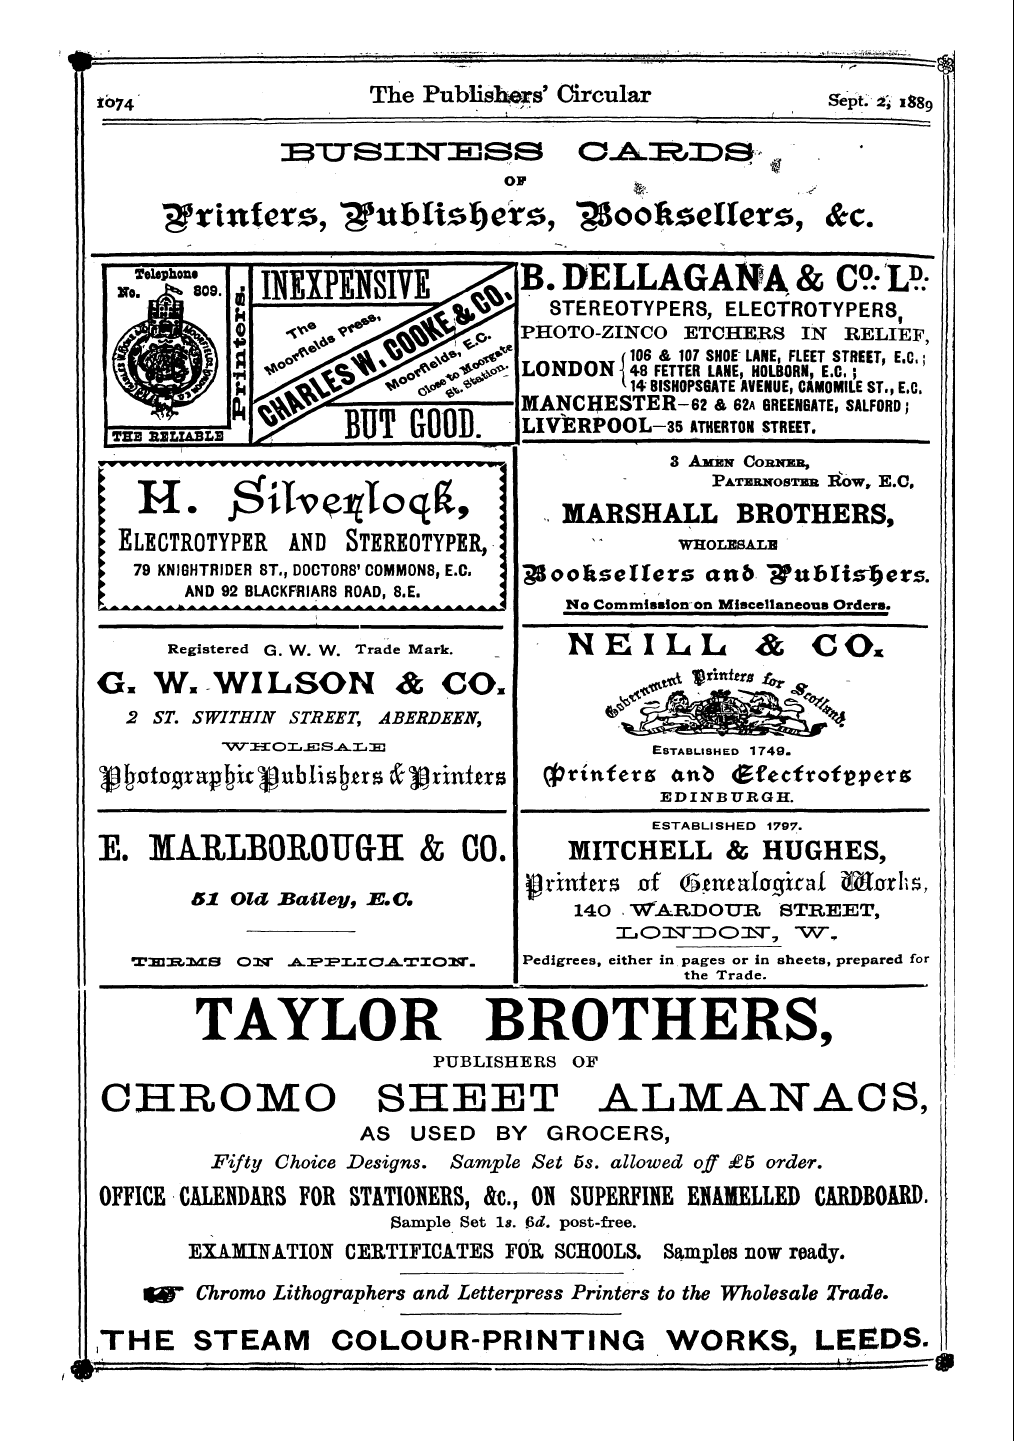 1074 The Publishers' Circular Sept. 2, 1889
BUSINESS CARDS
OF
Printers, Publishers, Booksellers, &c.
Telephone
No. 809.
Printers.
THE RELIABLE
INEXPENSIVE
The
Moorfields Press,
CHARLES W. COOKE & CO.,
Moorfields, E.C.
Close to Moorgate
St. Station.
BUT GOOD.
B. DELLAGANA & CO. LD.
STEREOTYPERS, ELECTROTYPERS,
PHOTO-ZINCO ETCHERS IN RELIEF,
LONDON { 106 & 107 SHOE LANE, FLEET STREET, E.C.;
48 FETTER LANE, HOLBORN, E.C.;
14 BISHOPSGATE AVENUE, CAMOMILE ST., E.C.
MANCHESTER—62 & 62A GREENGATE, SALFORD;
LIVERPOOL—35 ATHERTON STREET.
H. Silverlock,
ELECTROTYPER AND STEREOTYPER,
79 KNIGHTRIDER ST., DOCTORS' COMMONS, E.C.
AND 92 BLACKFRIARS ROAD, S.E.
3 AMEN CORNER,
PATERNOSTER ROW, E.C,
MARSHALL BROTHERS,
WHOLESALE
Booksellers and Publishers.
No Commission on Miscellaneous Orders.
Registered G. W. W. Trade Mark.
G. W. WILSON & CO.
2 ST. SWITHIN STREET, ABERDEEN,
WHOLESALE
Photographic Publishers & Printers
NEILL & CO.
Government Printers for Scotland.
ESTABLISHED 1749.
Printers and Electrotypers
EDINBURGH.
E. MARLBOROUGH & CO.
51 Old Bailey, E.C.
TERMS ON APPLICATION.
ESTABLISHED 1797.
MITCHELL & HUGHES,
Printers of Genealogical Works,
140 WARDOUR STREET,
LONDON, W.
Pedigrees, either in pages or in sheets, prepared for
the Trade.
TAYLOR BROTHERS,
PUBLISHERS OF
CHROMO SHEET ALMANACS,
AS USED BY GROCERS,
Fifty Choice Designs. Sample Set 5s. allowed off £5 order.
OFFICE CALENDARS FOR STATIONERS, &c., ON SUPERFINE ENAMELLED CARDBOARD.
Sample Set 1s. 6d. post-free.
EXAMINATION CERTIFICATES FOR SCHOOLS. Samples now ready.
☛ Chromo Lithographers and Letterpress Printers to the Wholesale Trade.
THE STEAM COLOUR-PRINTING WORKS, LEEDS.